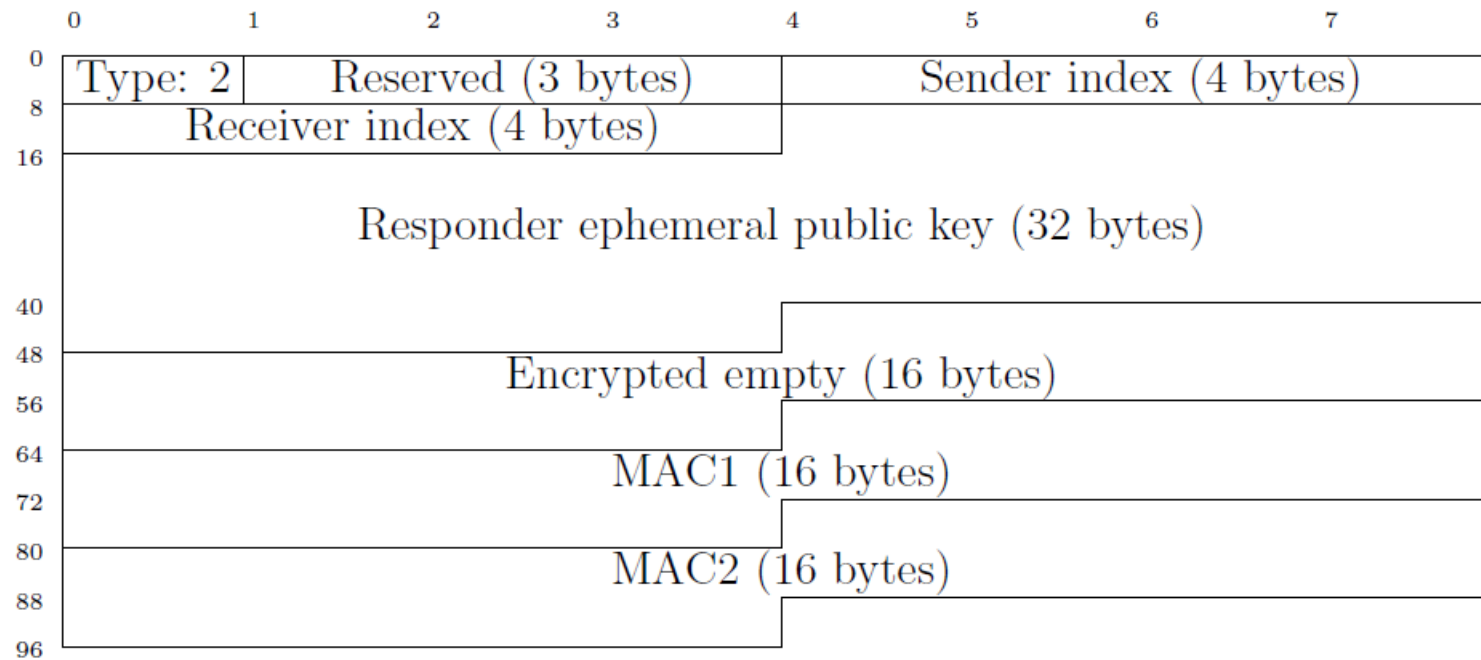 0 1 2 3 4 5 6 7
0 Type: 2 Reserved (3 bytes) Sender index (4 bytes)
8 Receiver index (4 bytes)
16
Responder ephemeral public key (32 bytes)
40
48
Encrypted empty (16 bytes)
56
64
MAC1 (16 bytes)
72
80
MAC2 (16 bytes)
88
96